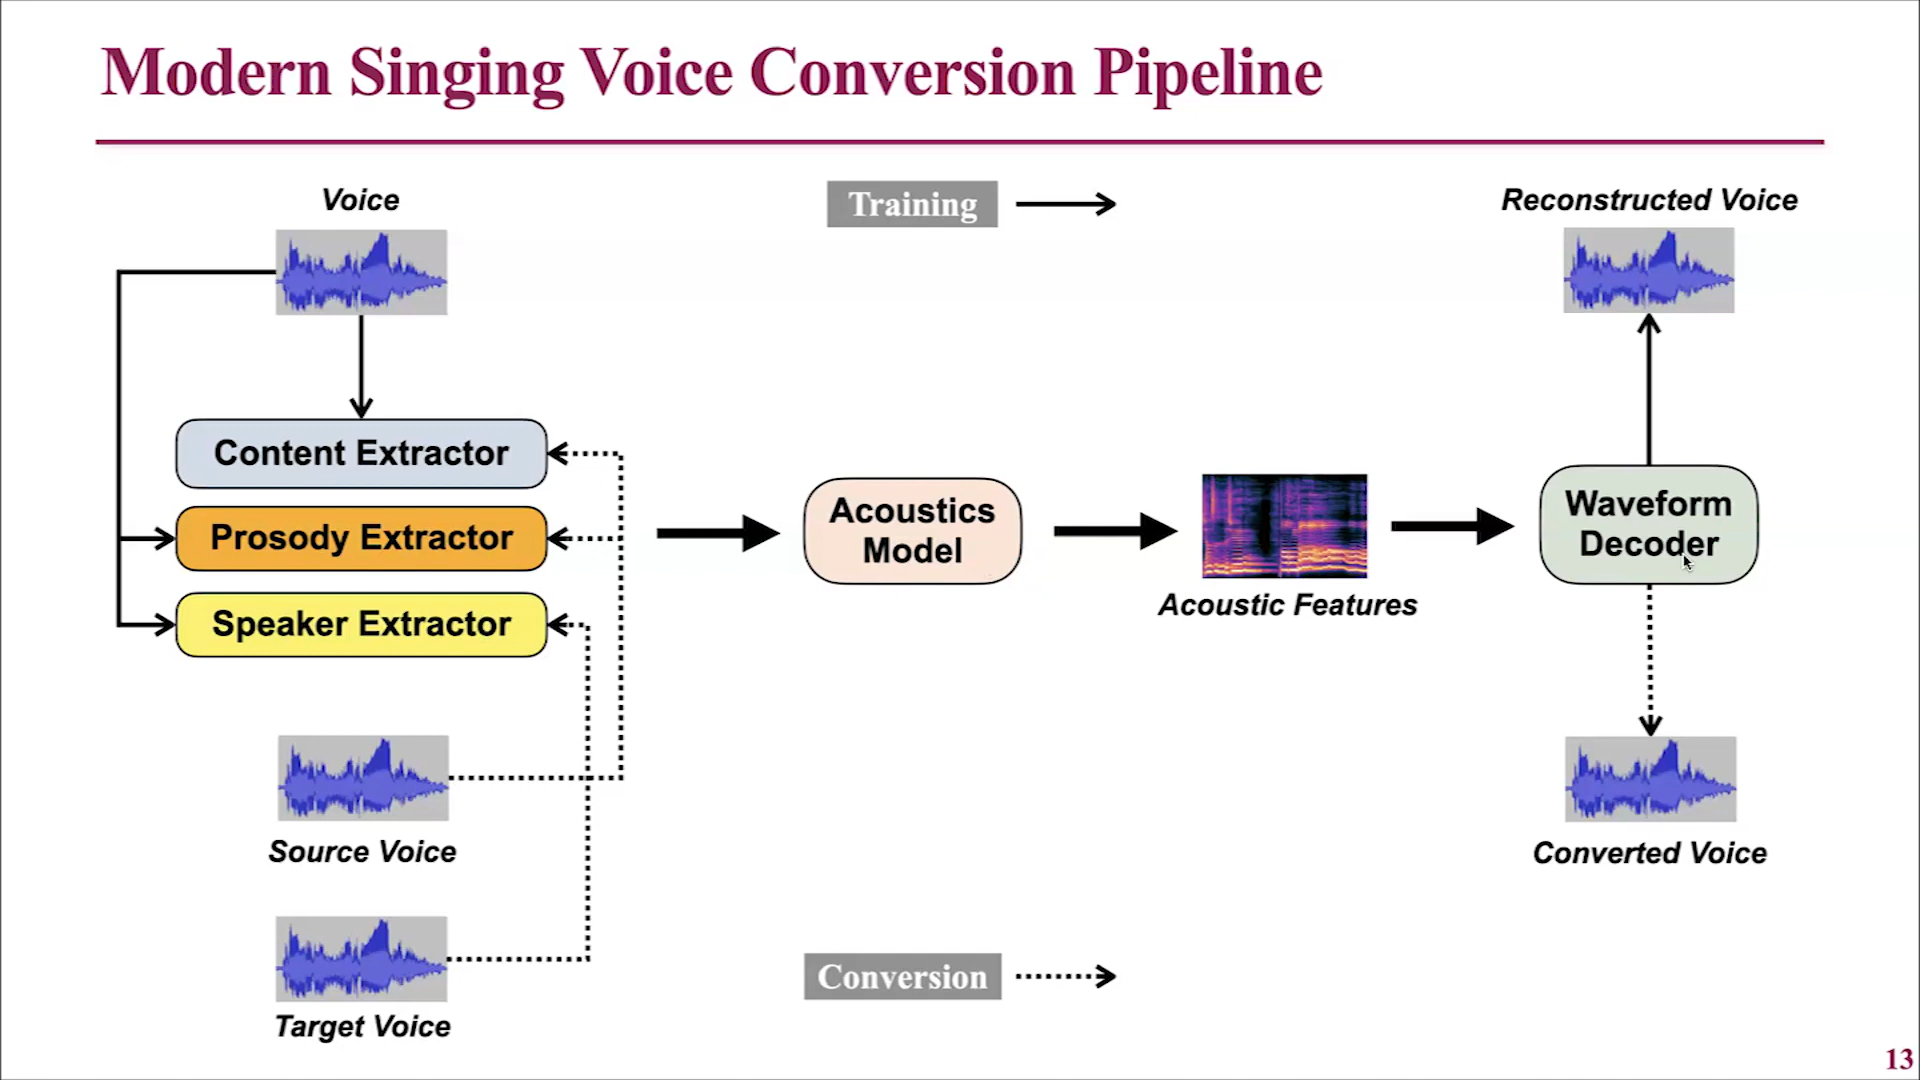 Modern Singing Voice Conversion Pipeline
Voice
Training
Reconstructed Voice
Content Extractor
Prosody Extractor
Speaker Extractor
Acoustics
Model
Acoustic Features
Waveform
Decoder
Source Voice
Converted Voice
Target Voice
Conversion
13